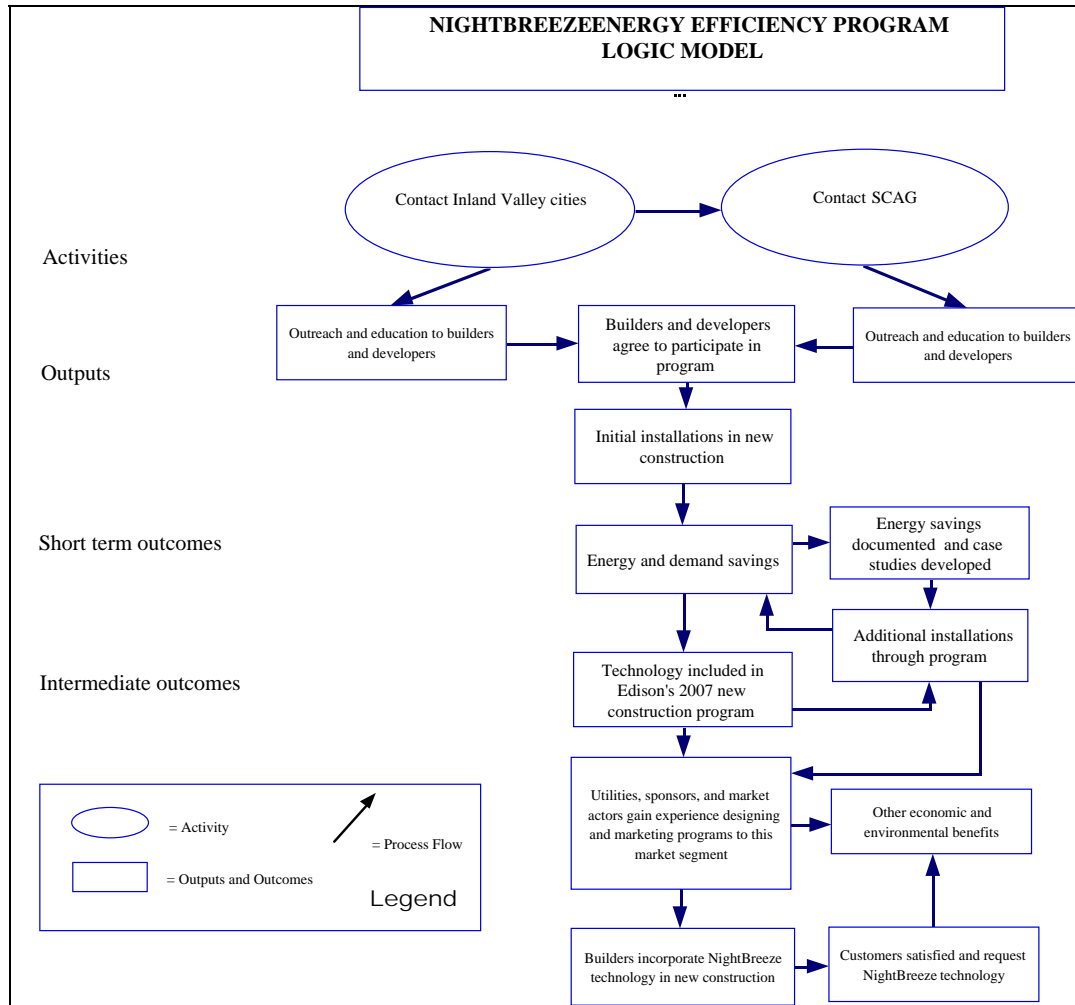 NIGHTBREEZEENERGY EFFICIENCY PROGRAM
LOGIC MODEL
...
Contact Inland Valley cities
Contact SCAG
Activities
Outreach and education to builders
and developers
Builders and developers
agree to participate in
program
Outreach and education to builders
and developers
Outputs
Initial installations in new
construction
Short term outcomes
Energy and demand savings
Energy savings
documented and case
studies developed
Additional installations
through program
Intermediate outcomes
Technology included in
Edison's 2007 new
construction program
Utilities, sponsors, and market
actors gain experience designing
and marketing programs to this
market segment
Other economic and
environmental benefits
= Activity
= Process Flow
= Outputs and Outcomes
Legend
Builders incorporate NightBreeze
technology in new construction
Customers satisfied and request
NightBreeze technology